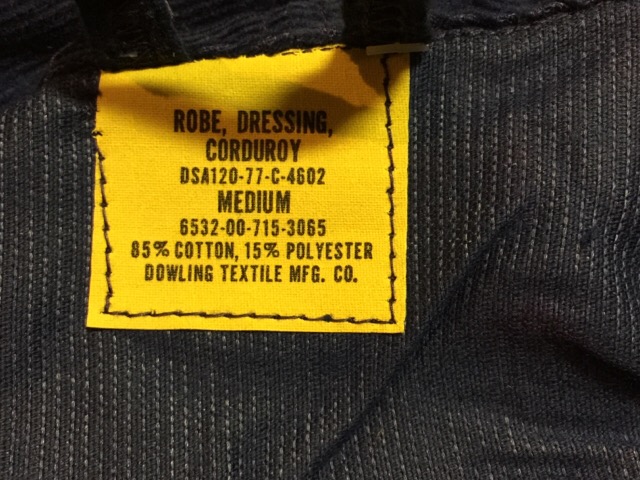 ROBE, DRESSING,
CORDUROY
DSA120-77-C-4602
MEDIUM
6532-00-715-3065
85% COTTON, 15% POLYESTER
DOWLING TEXTILE MFG. CO.